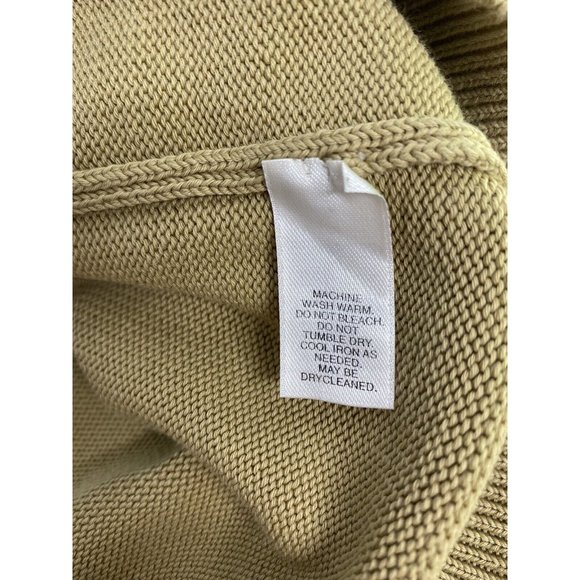 MACHINE
WASH WARM.
DO NOT BLEACH.
DO NOT
TUMBLE DRY.
COOL IRON AS
NEEDED.
MAY BE
DRYCLEANED.